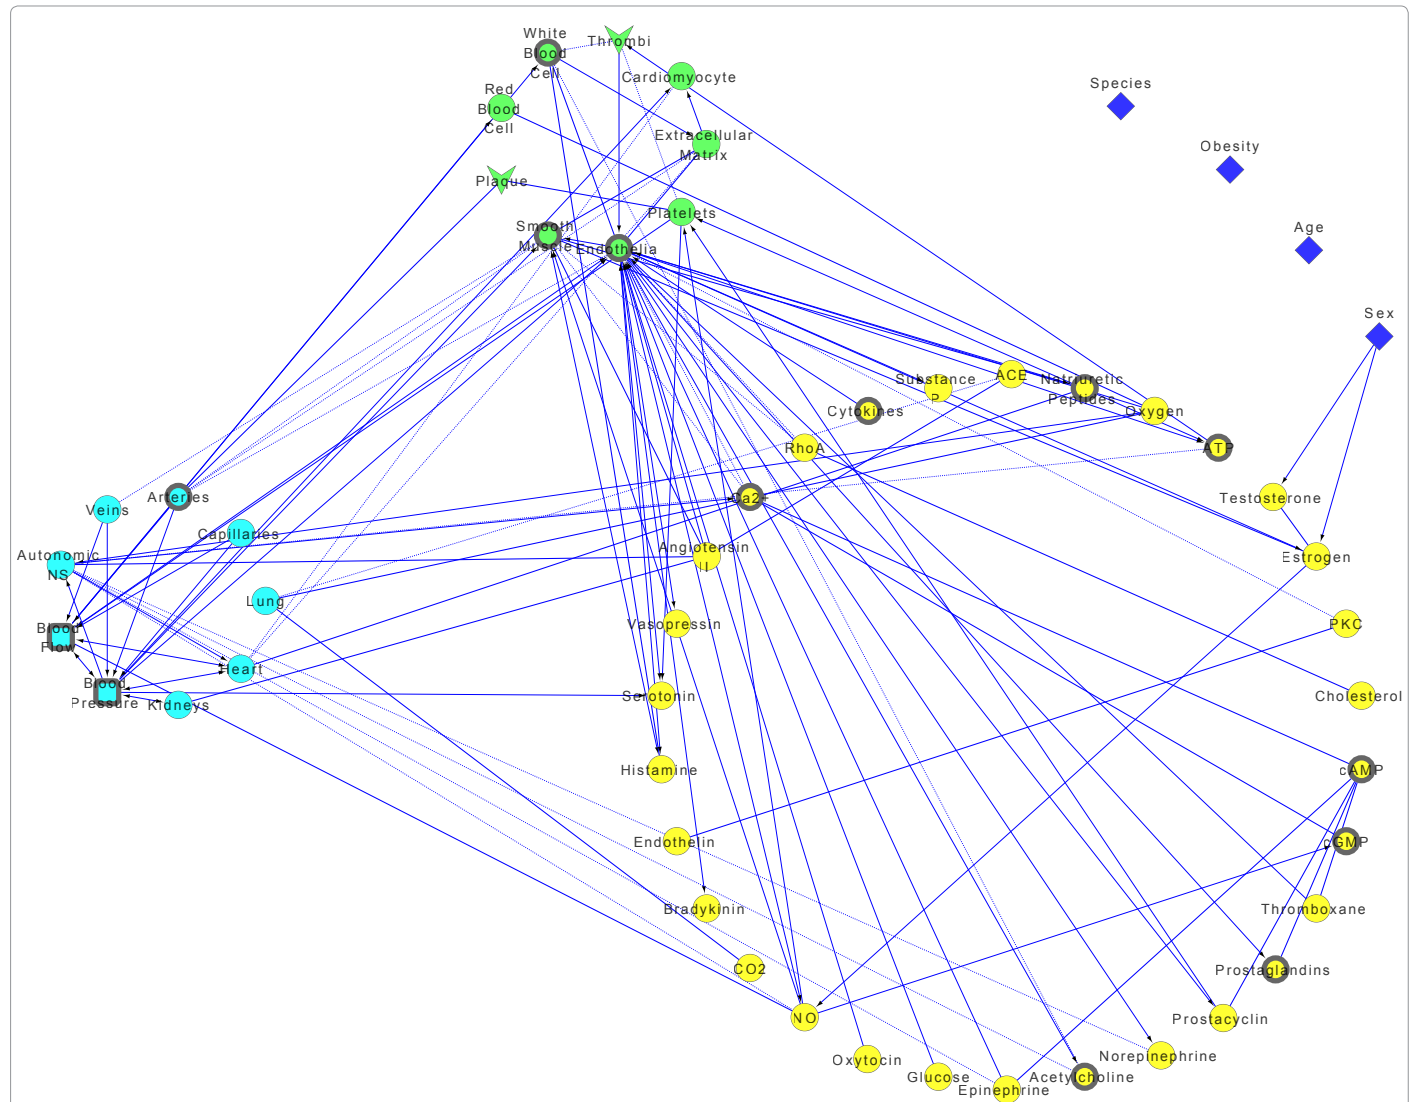 White
Blood
Cell
Thrombi
Cardiomyocyte
Red
Blood
Cell
Extracellular
Matrix
Plaque
Platelets
Smooth
Muscle
Endothelia
Species
Obesity
Age
Sex
Substance
P
ACE
Natriuretic
Peptides
Cytokines
Oxygen
RhoA
ATP
Ca2+
Testosterone
Arteries
Veins
Capillaries
Autonomic
NS
Angiotensin
II
Estrogen
Lung
Vasopressin
PKC
Blood
Flow
Heart
Blood
Pressure
Kidneys
Serotonin
Cholesterol
Histamine
cAMP
Endothelin
cGMP
Bradykinin
Thromboxane
CO2
Prostaglandins
NO
Prostacyclin
Oxytocin
Norepinephrine
Glucose
Acetylcholine
Epinephrine